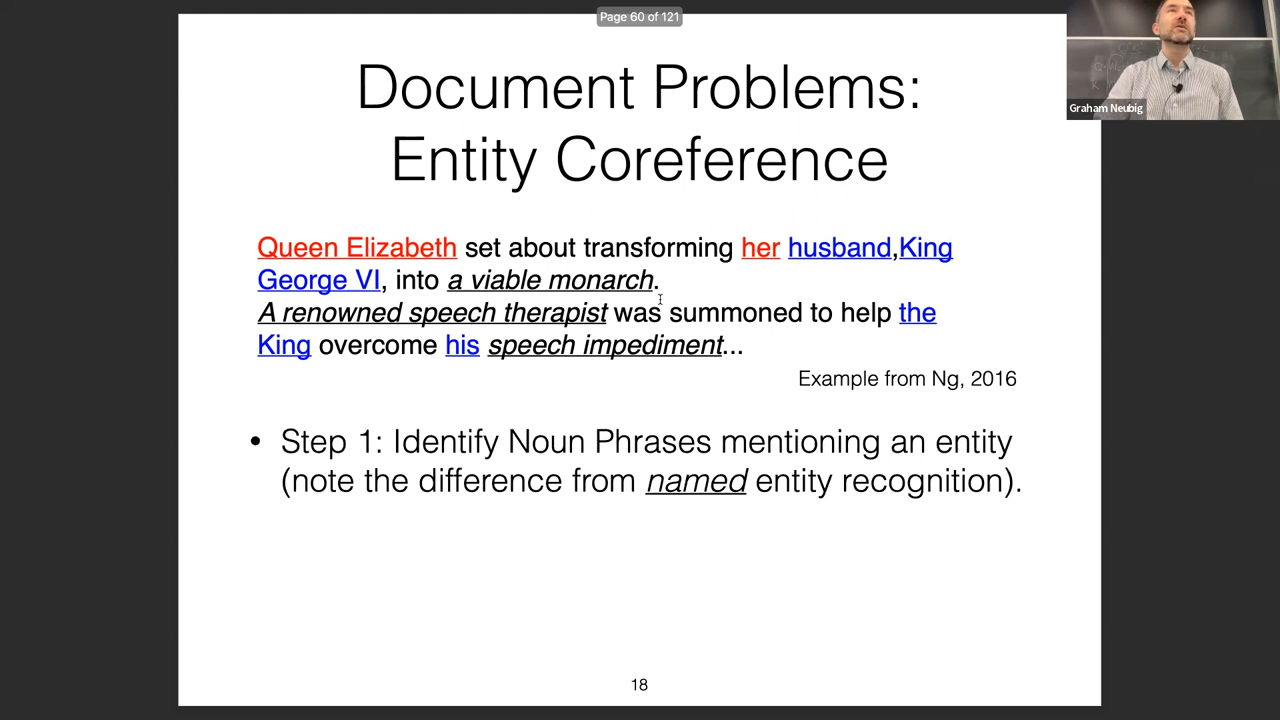 Page 60 of 121
Graham Neubig
Document Problems:
Entity Coreference
Queen Elizabeth set about transforming her husband,King
George VI, into a viable monarch.
A renowned speech therapist was summoned to help the
King overcome his speech impediment...
Example from Ng, 2016
• Step 1: Identify Noun Phrases mentioning an entity
(note the difference from named entity recognition).
18